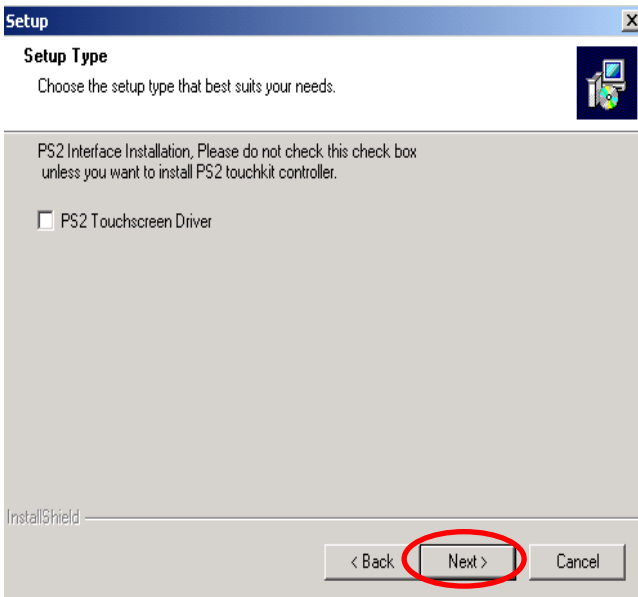 Setup
Setup Type
Choose the setup type that best suits your needs.
PS2 Interface Installation, Please do not check this check box
unless you want to install PS2 touchkit controller.
PS2 Touchscreen Driver
InstallShield
< Back
Next >
Cancel